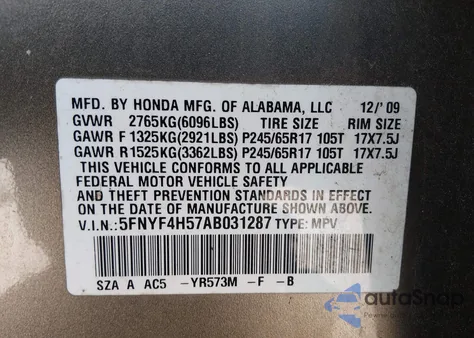 MFD. BY HONDA MFG. OF ALABAMA, LLC 12/'09
GVWR 2765KG(6096LBS) TIRE SIZE RIM SIZE
GAWR F 1325KG(2921LBS) P245/65R17 105T 17X7.5J
GAWR R1525KG(3362LBS) P245/65R17 105T 17X7.5J
THIS VEHICLE CONFORMS TO ALL APPLICABLE
FEDERAL MOTOR VEHICLE SAFETY
AND THEFT PREVENTION STANDARDS IN EFFECT
ON THE DATE OF MANUFACTURE SHOWN ABOVE.
V.I.N.: 5FNYF4H57AB031287 TYPE: MPV
SZA A AC5 -YR573M -F -B
autoSnap